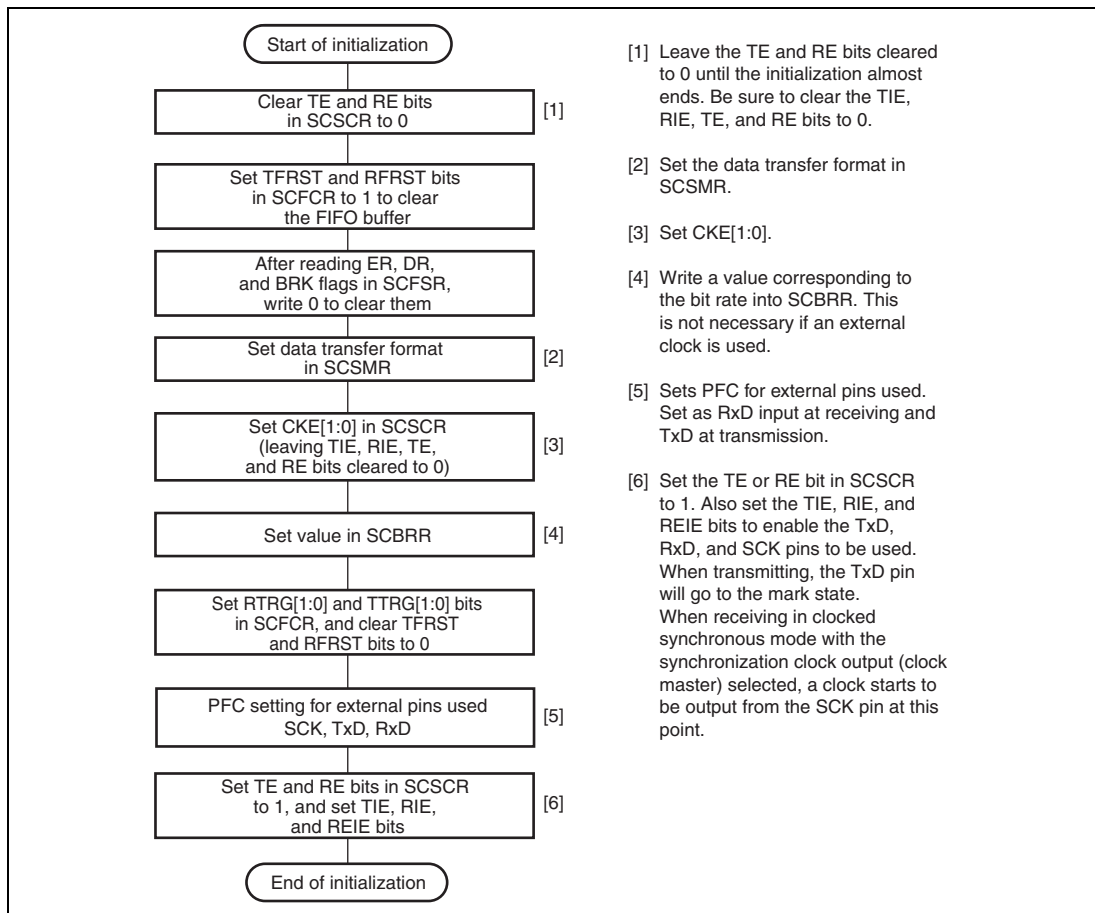 Start of initialization
Clear TE and RE bits
in SCSCR to 0
[1]
Set TFRST and RFRST bits
in SCFCR to 1 to clear
the FIFO buffer
After reading ER, DR,
and BRK flags in SCFSR,
write 0 to clear them
Set data transfer format
in SCSMR
[2]
Set CKE[1:0] in SCSCR
(leaving TIE, RIE, TE,
and RE bits cleared to 0)
[3]
Set value in SCBRR
[4]
Set RTRG[1:0] and TTRG[1:0] bits
in SCFCR, and clear TFRST
and RFRST bits to 0
PFC setting for external pins used
SCK, TxD, RxD
[5]
Set TE and RE bits in SCSCR
to 1, and set TIE, RIE,
and REIE bits
[6]
End of initialization
[1] Leave the TE and RE bits cleared
to 0 until the initialization almost
ends. Be sure to clear the TIE,
RIE, TE, and RE bits to 0.
[2] Set the data transfer format in
SCSMR.
[3] Set CKE[1:0].
[4] Write a value corresponding to
the bit rate into SCBRR. This
is not necessary if an external
clock is used.
[5] Sets PFC for external pins used.
Set as RxD input at receiving and
TxD at transmission.
[6] Set the TE or RE bit in SCSCR
to 1. Also set the TIE, RIE, and
REIE bits to enable the TxD,
RxD, and SCK pins to be used.
When transmitting, the TxD pin
will go to the mark state.
When receiving in clocked
synchronous mode with the
synchronization clock output (clock
master) selected, a clock starts to
be output from the SCK pin at this
point.